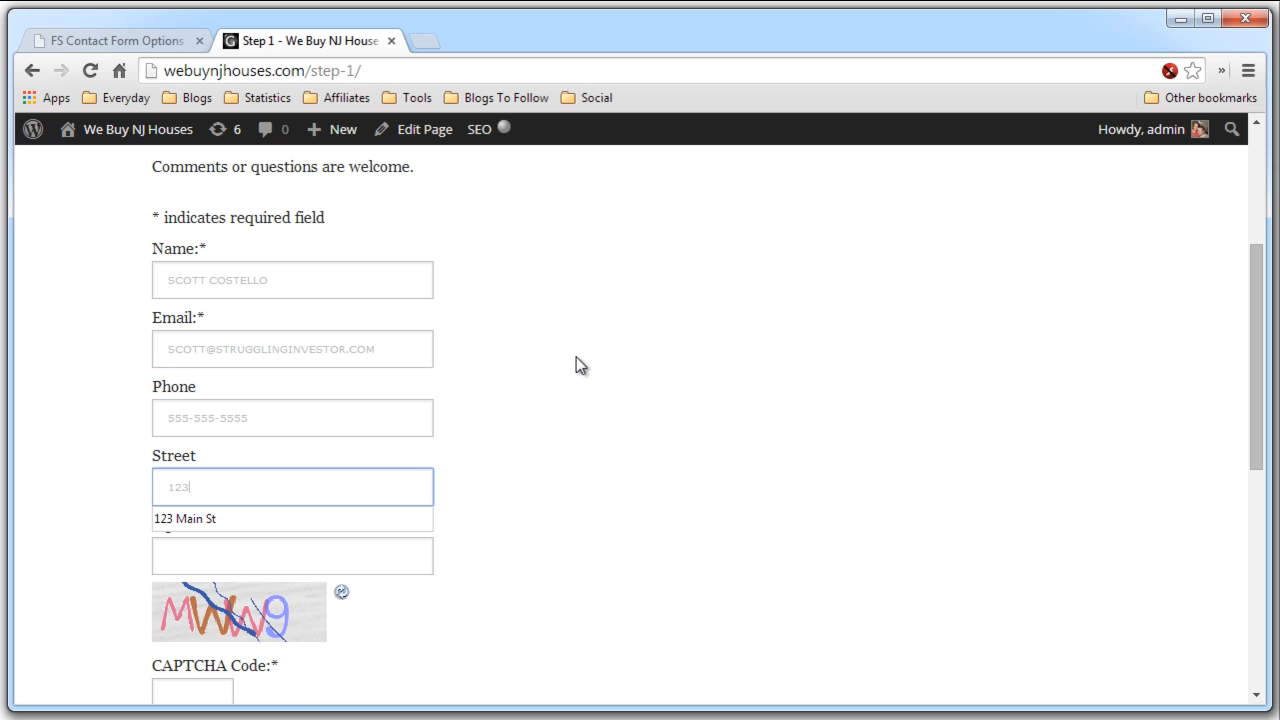 FS Contact Form Options
Step 1 - We Buy NJ House
webuynjhouses.com/step-1/
Apps Everyday Blogs Statistics Affiliates Tools Blogs To Follow Social Other bookmarks
We Buy NJ Houses 6 0 New Edit Page SEO Howdy, admin
Comments or questions are welcome.
* indicates required field
Name:*
SCOTT COSTELLO
Email:*
SCOTT@STRUGGLINGINVESTOR.COM
Phone
555-555-5555
Street
123
123 Main St
MWW9
CAPTCHA Code:*